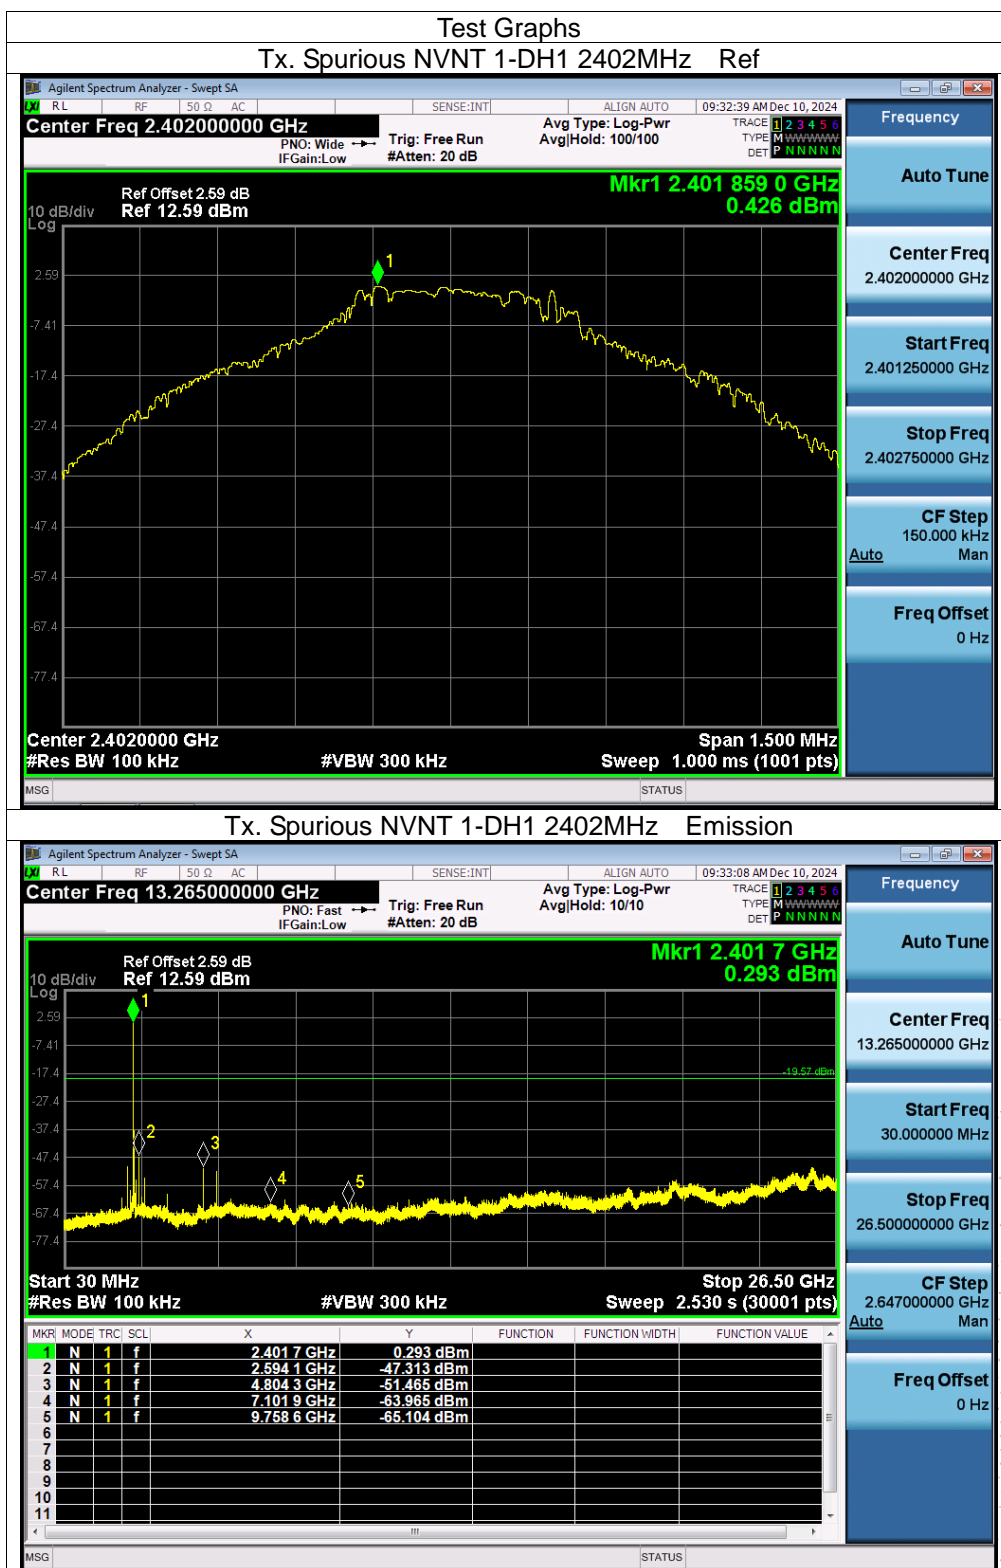 Test Graphs
Tx. Spurious NVNT 1-DH1 2402MHz Ref
Agilent Spectrum Analyzer - Swept SA
LXI RL RF 50 Ω AC SENSE:INT ALIGN AUTO 09:32:39 AM Dec 10, 2024
Center Freq 2.402000000 GHz Avg Type: Log-Pwr TRACE 1 2 3 4 5 6
PNO: Wide Trig: Free Run Avg|Hold: 100/100 TYPE M WWWWW
IFGain:Low #Atten: 20 dB DET P N N N N N
Mkr1 2.401 859 0 GHz
0.426 dBm
Ref Offset 2.59 dB
10 dB/div Ref 12.59 dBm
Log
1
2.59
-7.41
-17.4
-27.4
-37.4
-47.4
-57.4
-67.4
-77.4
Center 2.4020000 GHz Span 1.500 MHz
#Res BW 100 kHz #VBW 300 kHz Sweep 1.000 ms (1001 pts)
MSG STATUS
Frequency
Auto Tune
Center Freq
2.402000000 GHz
Start Freq
2.401250000 GHz
Stop Freq
2.402750000 GHz
CF Step
150.000 kHz
Auto Man
Freq Offset
0 Hz
Tx. Spurious NVNT 1-DH1 2402MHz Emission
Agilent Spectrum Analyzer - Swept SA
LXI RL RF 50 Ω AC SENSE:INT ALIGN AUTO 09:33:08 AM Dec 10, 2024
Center Freq 13.265000000 GHz Avg Type: Log-Pwr TRACE 1 2 3 4 5 6
PNO: Fast Trig: Free Run Avg|Hold: 10/10 TYPE M WWWWW
IFGain:Low #Atten: 20 dB DET P N N N N N
Mkr1 2.401 7 GHz
0.293 dBm
Ref Offset 2.59 dB
10 dB/div Ref 12.59 dBm
Log
1
2.59
-7.41
-17.4
-19.57 dBm
-27.4
-37.4
2
3
-47.4
4
5
-57.4
-67.4
-77.4
Start 30 MHz Stop 26.50 GHz
#Res BW 100 kHz #VBW 300 kHz Sweep 2.530 s (30001 pts)
MKR MODE TRC SCL X Y FUNCTION FUNCTION WIDTH FUNCTION VALUE
1 N 1 f 2.401 7 GHz 0.293 dBm
2 N 1 f 2.594 1 GHz -47.313 dBm
3 N 1 f 4.804 3 GHz -51.465 dBm
4 N 1 f 7.101 9 GHz -63.965 dBm
5 N 1 f 9.758 6 GHz -65.104 dBm
6
7
8
9
10
11
MSG STATUS
Frequency
Auto Tune
Center Freq
13.265000000 GHz
Start Freq
30.000000 MHz
Stop Freq
26.500000000 GHz
CF Step
2.647000000 GHz
Auto Man
Freq Offset
0 Hz